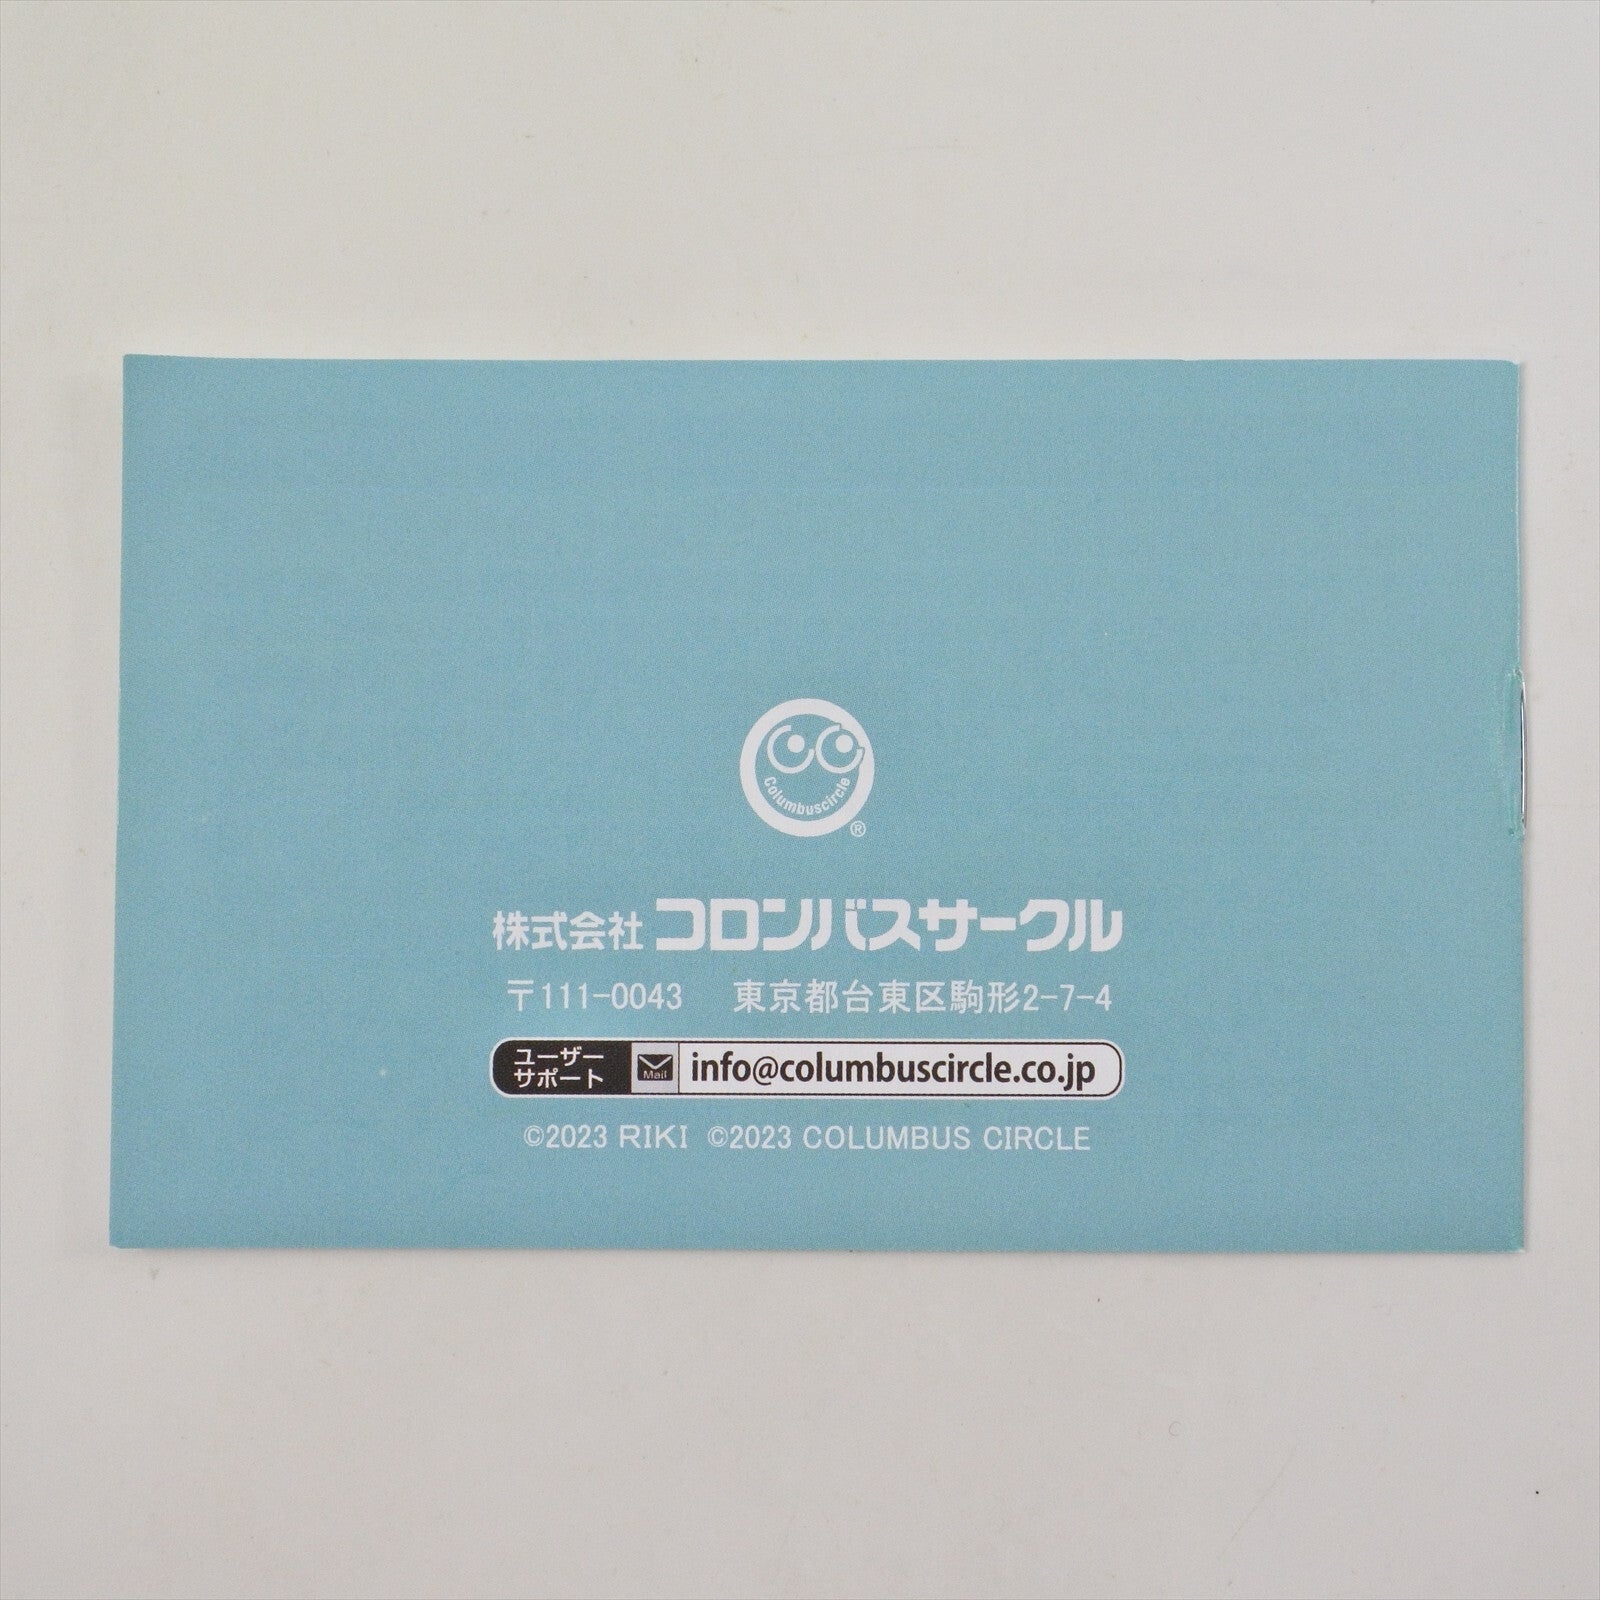 Columbuscircle
®
株式会社 コロンバスサークル
〒111-0043 東京都台東区駒形2-7-4
ユーザー
サポート
Mail
info@columbuscircle.co.jp
©2023 RIKI ©2023 COLUMBUS CIRCLE